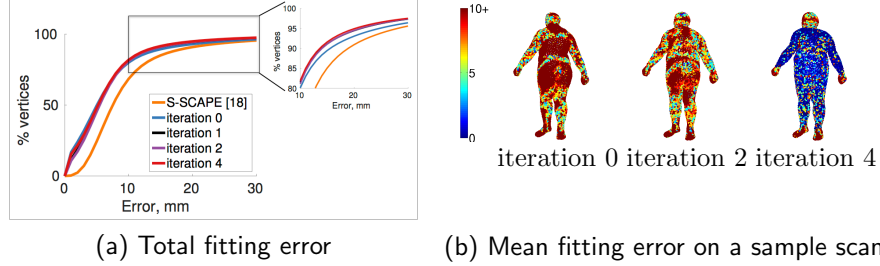 100
50
0
% vertices
0
10
20
30
Error, mm
S-SCAPE [18]
iteration 0
iteration 1
iteration 2
iteration 4
100
95
90
85
80
% vertices
10
20
30
Error, mm
(a) Total fitting error
10+
5
0
iteration 0 iteration 2 iteration 4
(b) Mean fitting error on a sample scan